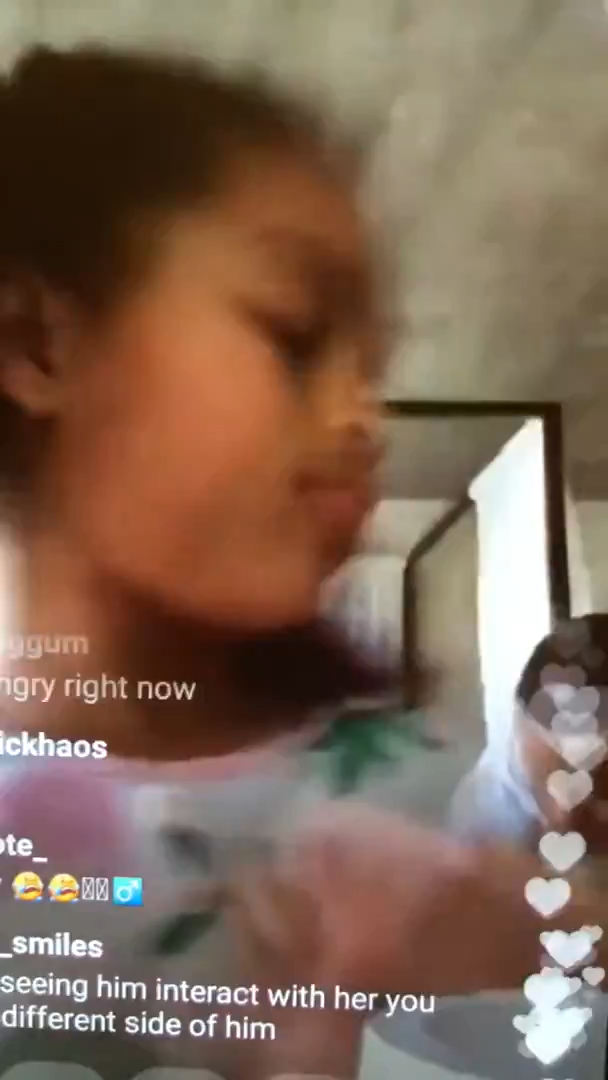 ggum
ngry right now
ickhaos
ote_
😭😭▯▯♂️
_smiles
seeing him interact with her you
different side of him